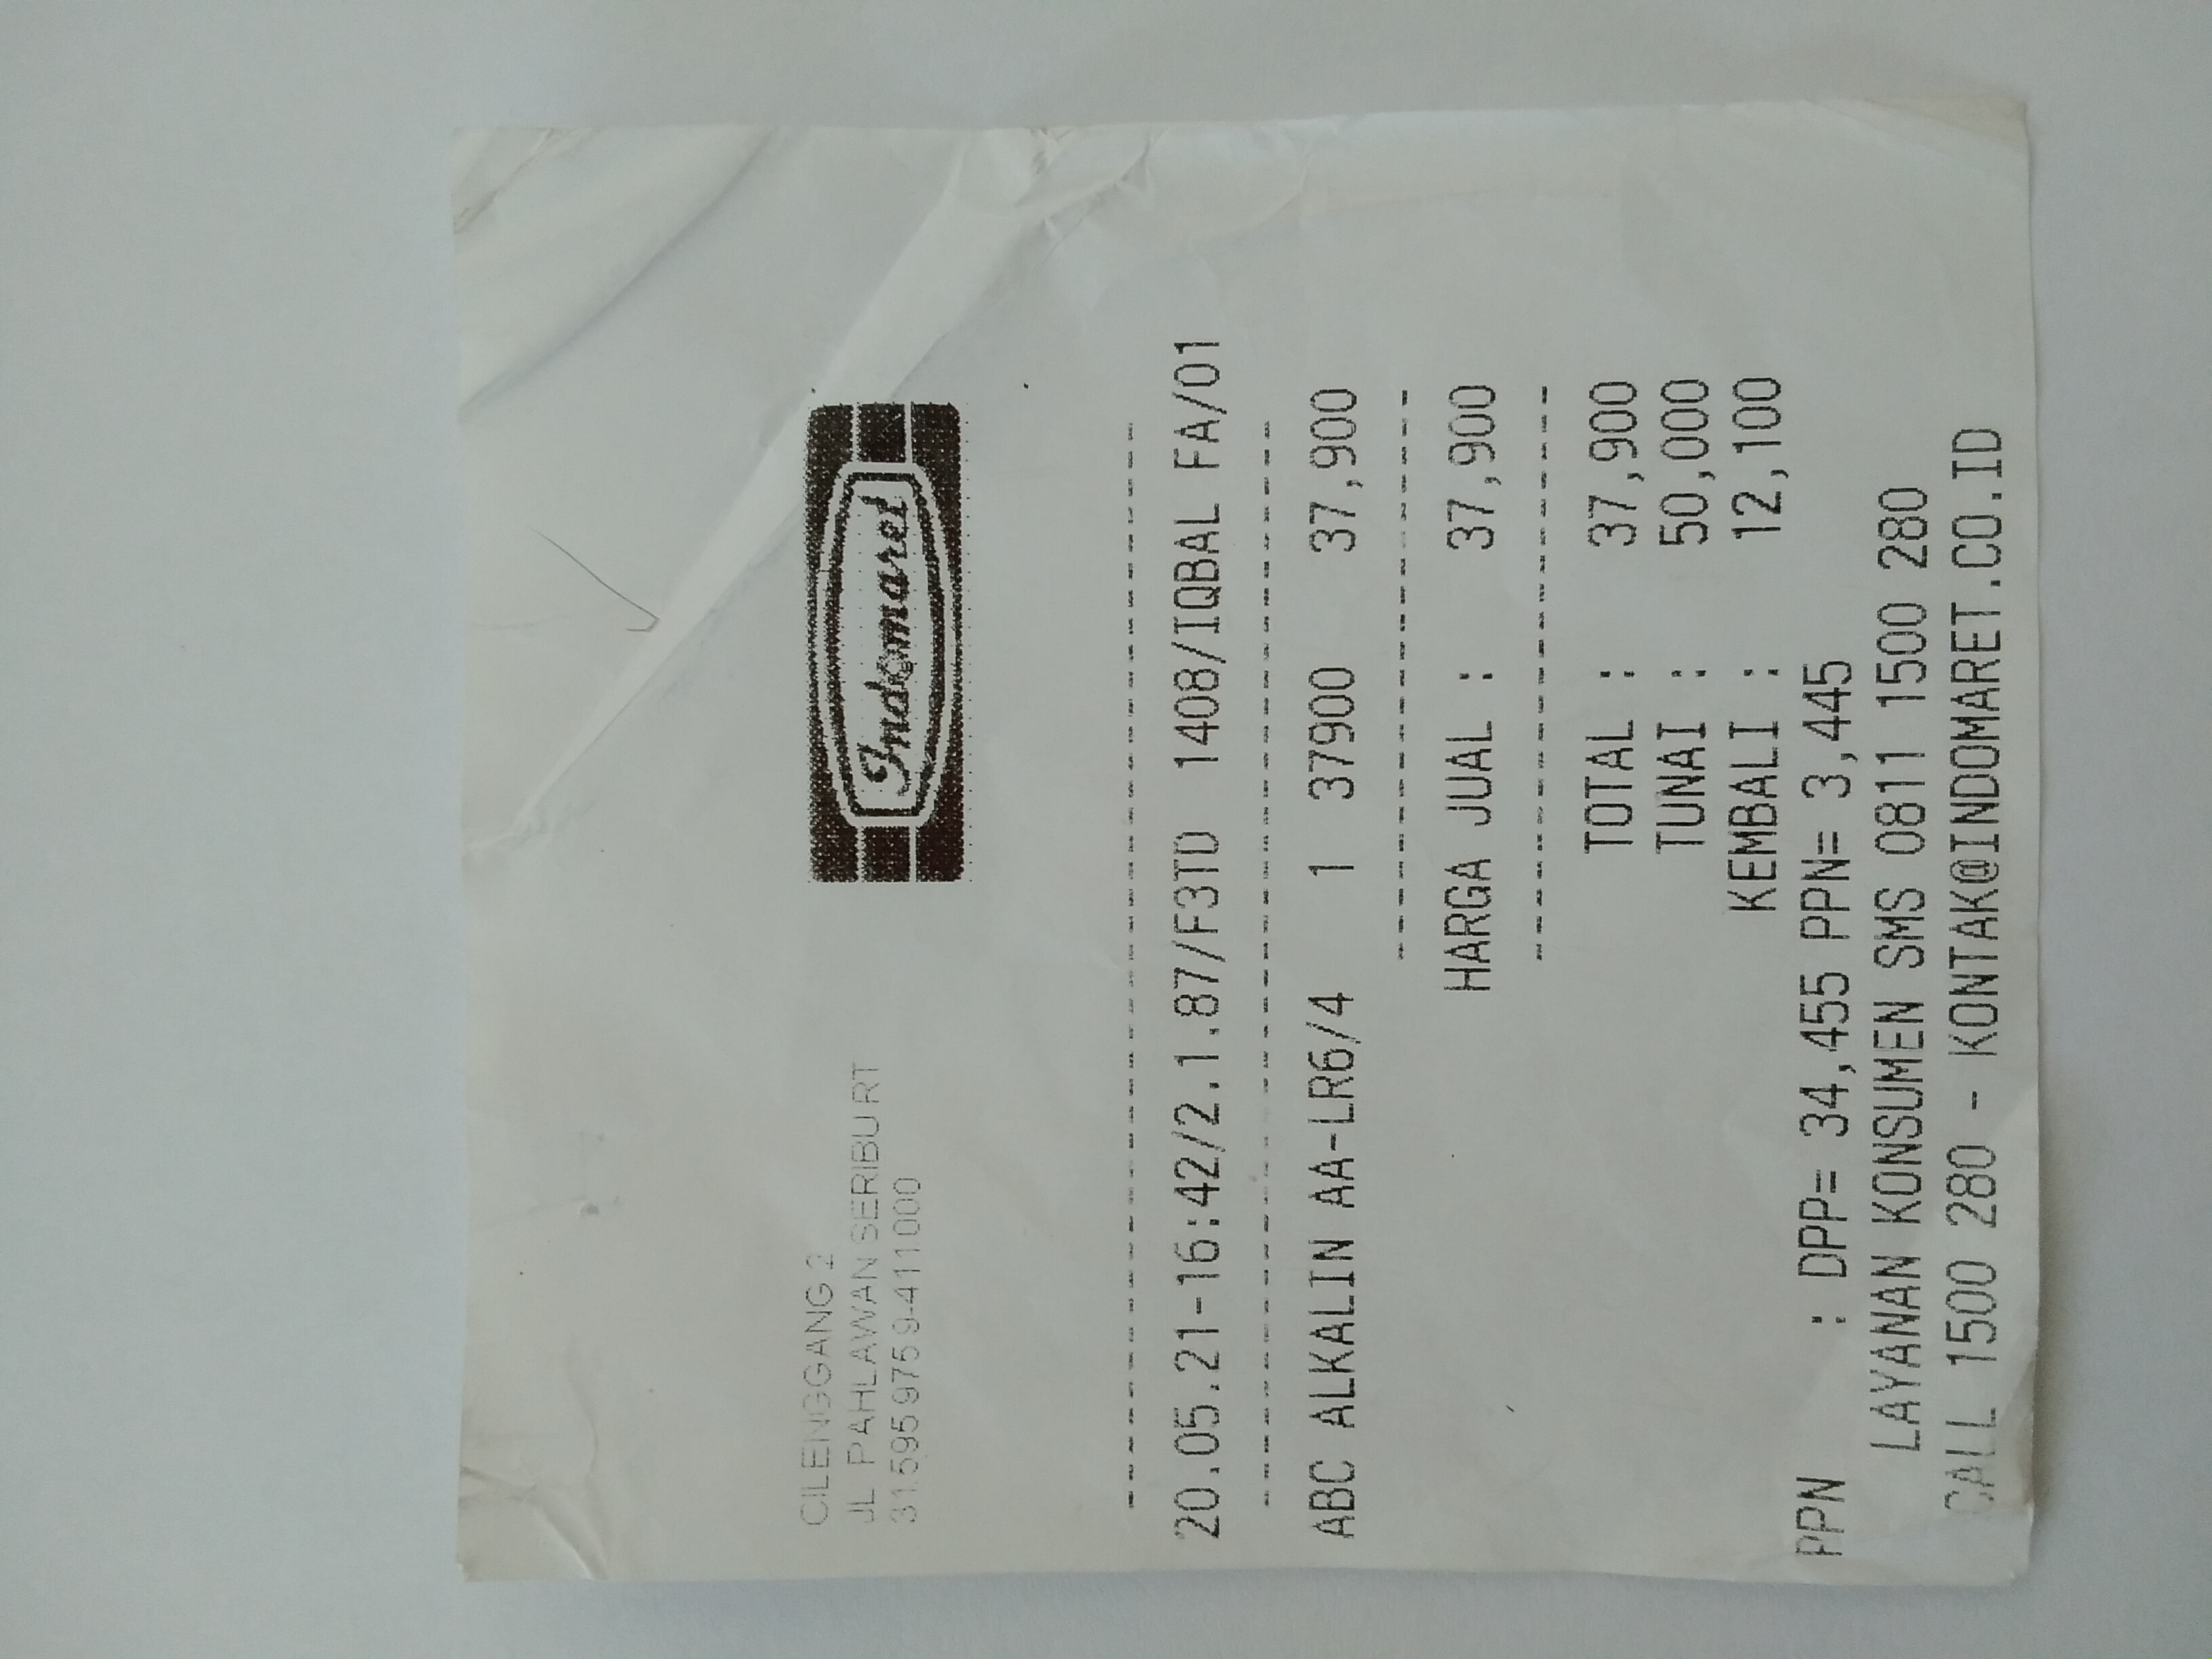 Indomaret
CILENGGANG 2
JL PAHLAWAN SERIBU RT
31.595 975 9-411000
20.05.21-16:42/2.1.87/F3TD 1408/IQBAL FA/01
ABC ALKALIN AA-LR6/4 1 37900 37,900
HARGA JUAL : 37,900
TOTAL : 37,900
TUNAI : 50,000
KEMBALI : 12,100
PPN : DPP= 34,455 PPN= 3,445
LAYANAN KONSUMEN SMS 0811 1500 280
CALL 1500 280 - KONTAK@INDOMARET.CO.ID